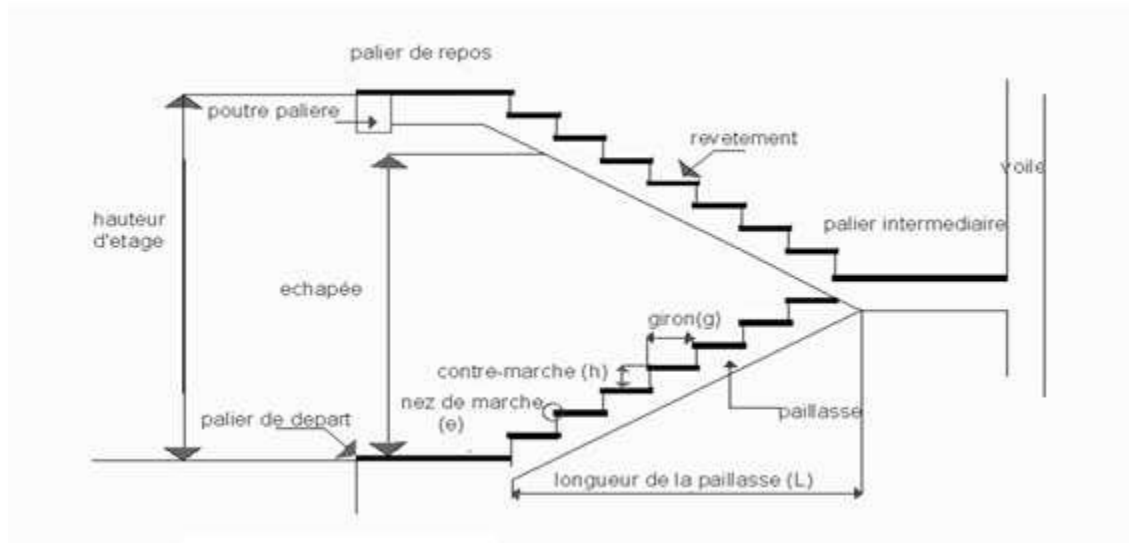 palier de repos
poutre paliere
revetement
voile
hauteur
d'etage
palier intermediaire
echapée
giron(g)
contre-marche (h)
nez de marche
(e)
paillasse
palier de depart
longueur de la paillasse (L)